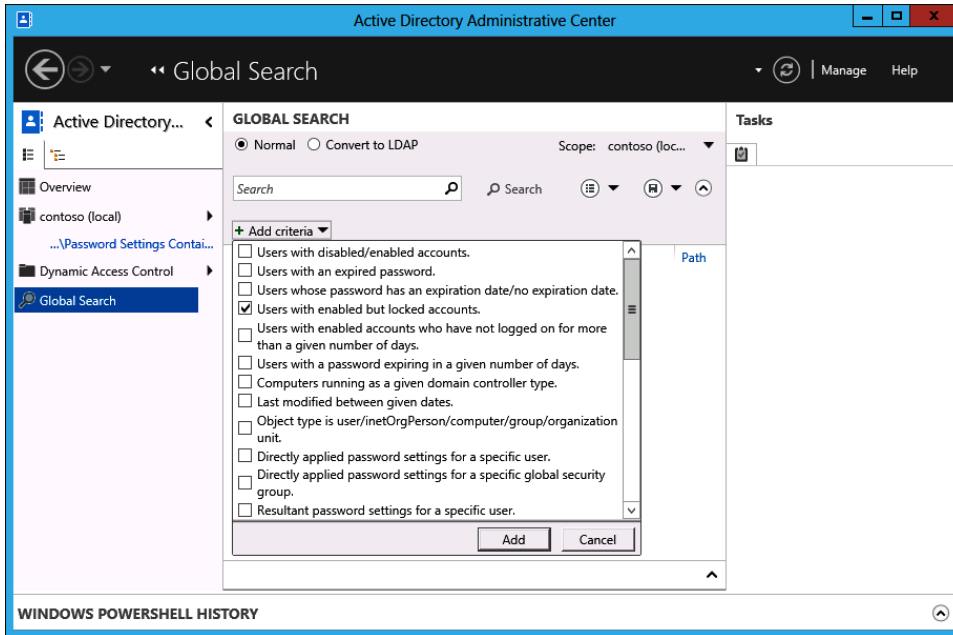 Active Directory Administrative Center
Global Search
Manage
Help
Active Directory...
Overview
contoso (local)
...\Password Settings Contai...
Dynamic Access Control
Global Search
GLOBAL SEARCH
Normal
Convert to LDAP
Scope: contoso (loc...
Search
Search
+ Add criteria
Path
Users with disabled/enabled accounts.
Users with an expired password.
Users whose password has an expiration date/no expiration date.
Users with enabled but locked accounts.
Users with enabled accounts who have not logged on for more
than a given number of days.
Users with a password expiring in a given number of days.
Computers running as a given domain controller type.
Last modified between given dates.
Object type is user/inetOrgPerson/computer/group/organization
unit.
Directly applied password settings for a specific user.
Directly applied password settings for a specific global security
group.
Resultant password settings for a specific user.
Add
Cancel
Tasks
WINDOWS POWERSHELL HISTORY